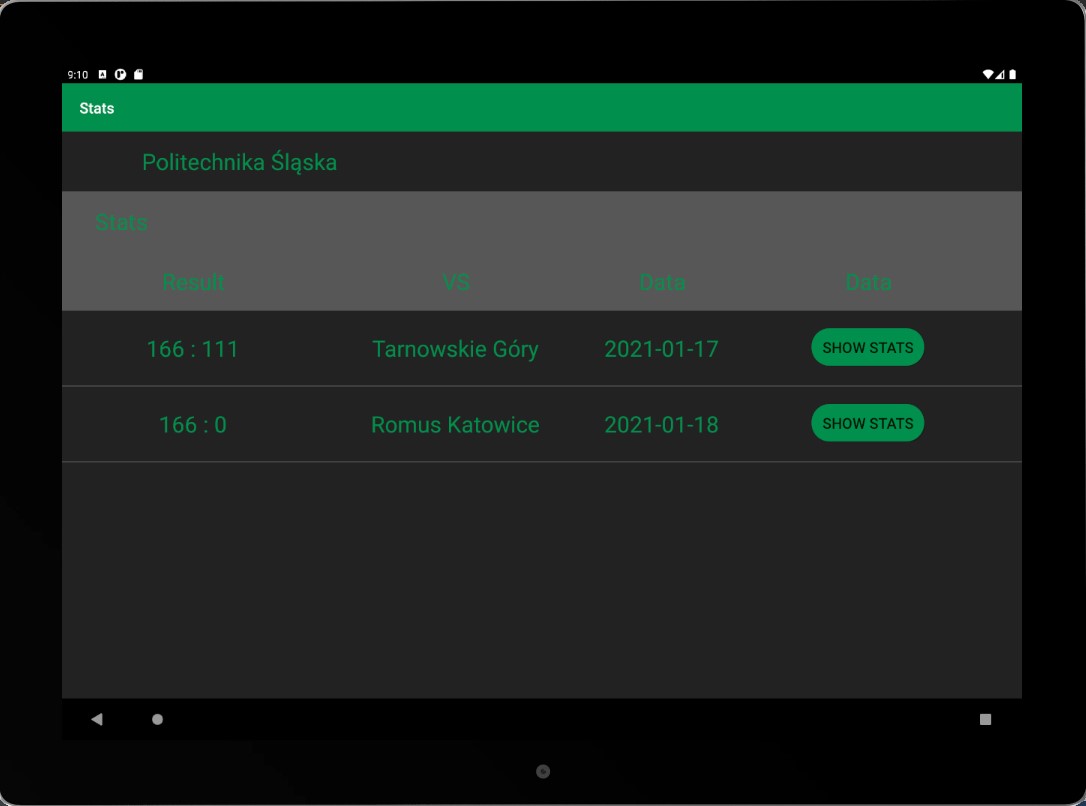 9:10
Stats
Politechnika Śląska
Stats
Result VS Data Data
166 : 111 Tarnowskie Góry 2021-01-17 SHOW STATS
166 : 0 Romus Katowice 2021-01-18 SHOW STATS